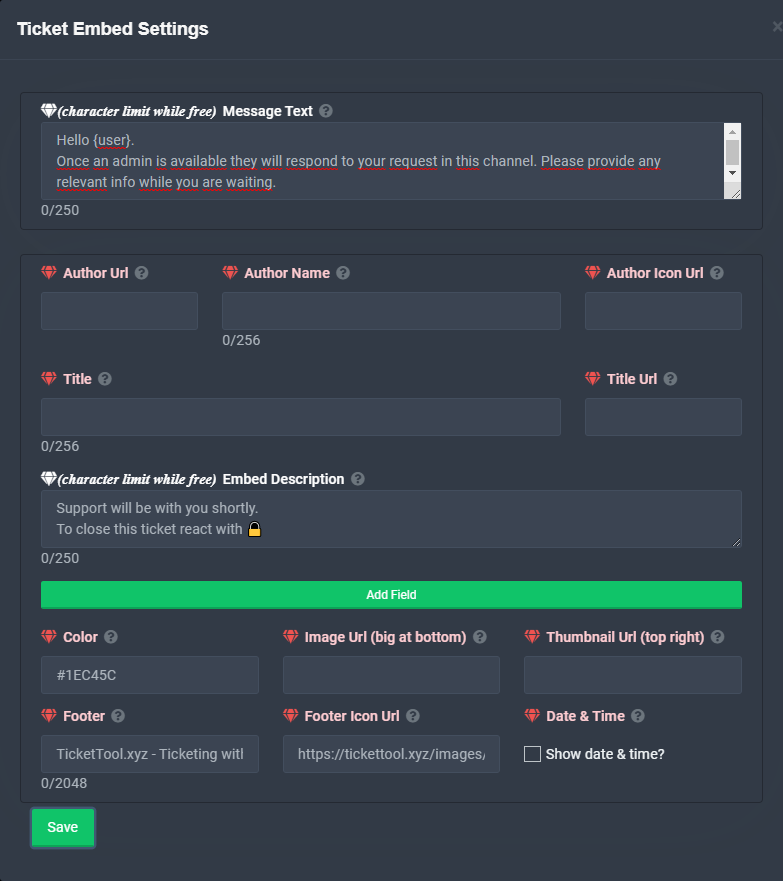 Ticket Embed Settings
(character limit while free) Message Text
Hello {user}.
Once an admin is available they will respond to your request in this channel. Please provide any
relevant info while you are waiting.
0/250
Author Url Author Name Author Icon Url
0/256
Title Title Url
0/256
(character limit while free) Embed Description
Support will be with you shortly.
To close this ticket react with 🔒
0/250
Add Field
Color Image Url (big at bottom) Thumbnail Url (top right)
#1EC45C
Footer Footer Icon Url Date & Time
TicketTool.xyz - Ticketing https://tickettool.xyz/images/ Show date & time?
0/2048
Save